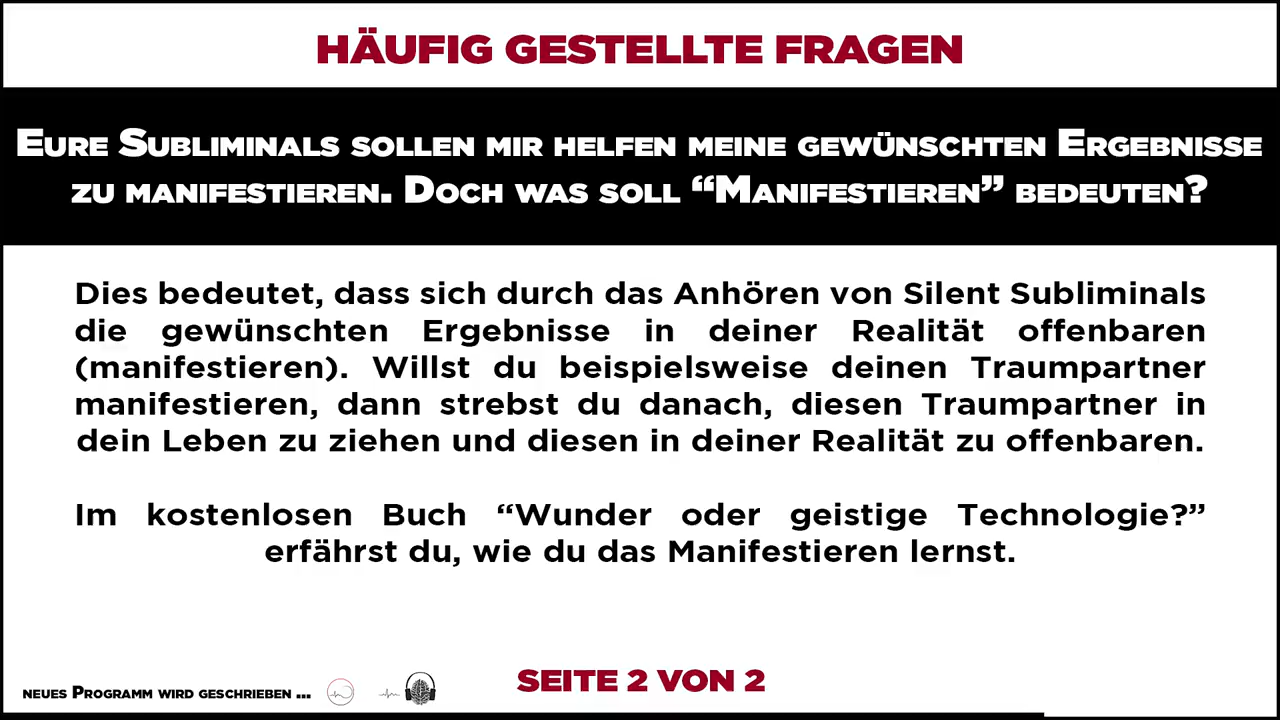 HÄUFIG GESTELLTE FRAGEN
Eure Subliminals sollen mir helfen meine gewünschten Ergebnisse
zu manifestieren. Doch was soll “Manifestieren” bedeuten?
Dies bedeutet, dass sich durch das Anhören von Silent Subliminals
die gewünschten Ergebnisse in deiner Realität offenbaren
(manifestieren). Willst du beispielsweise deinen Traumpartner
manifestieren, dann strebst du danach, diesen Traumpartner in
dein Leben zu ziehen und diesen in deiner Realität zu offenbaren.
Im kostenlosen Buch “Wunder oder geistige Technologie?”
erfährst du, wie du das Manifestieren lernst.
neues Programm wird geschrieben ...
SEITE 2 VON 2